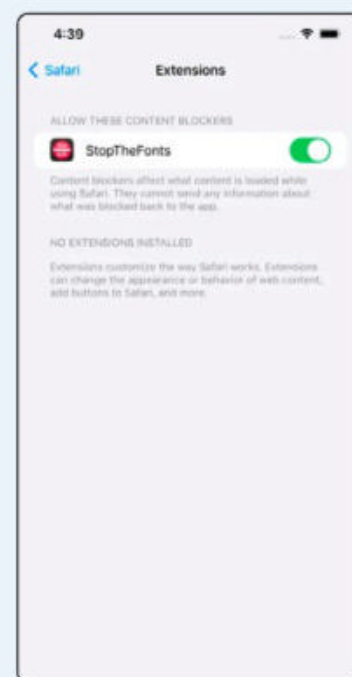 4:39
Safari
Extensions
ALLOW THESE CONTENT BLOCKERS
StopTheFonts
Content blockers affect what content is loaded while
using Safari. They cannot send any information about
what was blocked back to the app.
NO EXTENSIONS INSTALLED
Extensions customize the way Safari works. Extensions
can change the appearance or behavior of web content,
add buttons to Safari, and more.